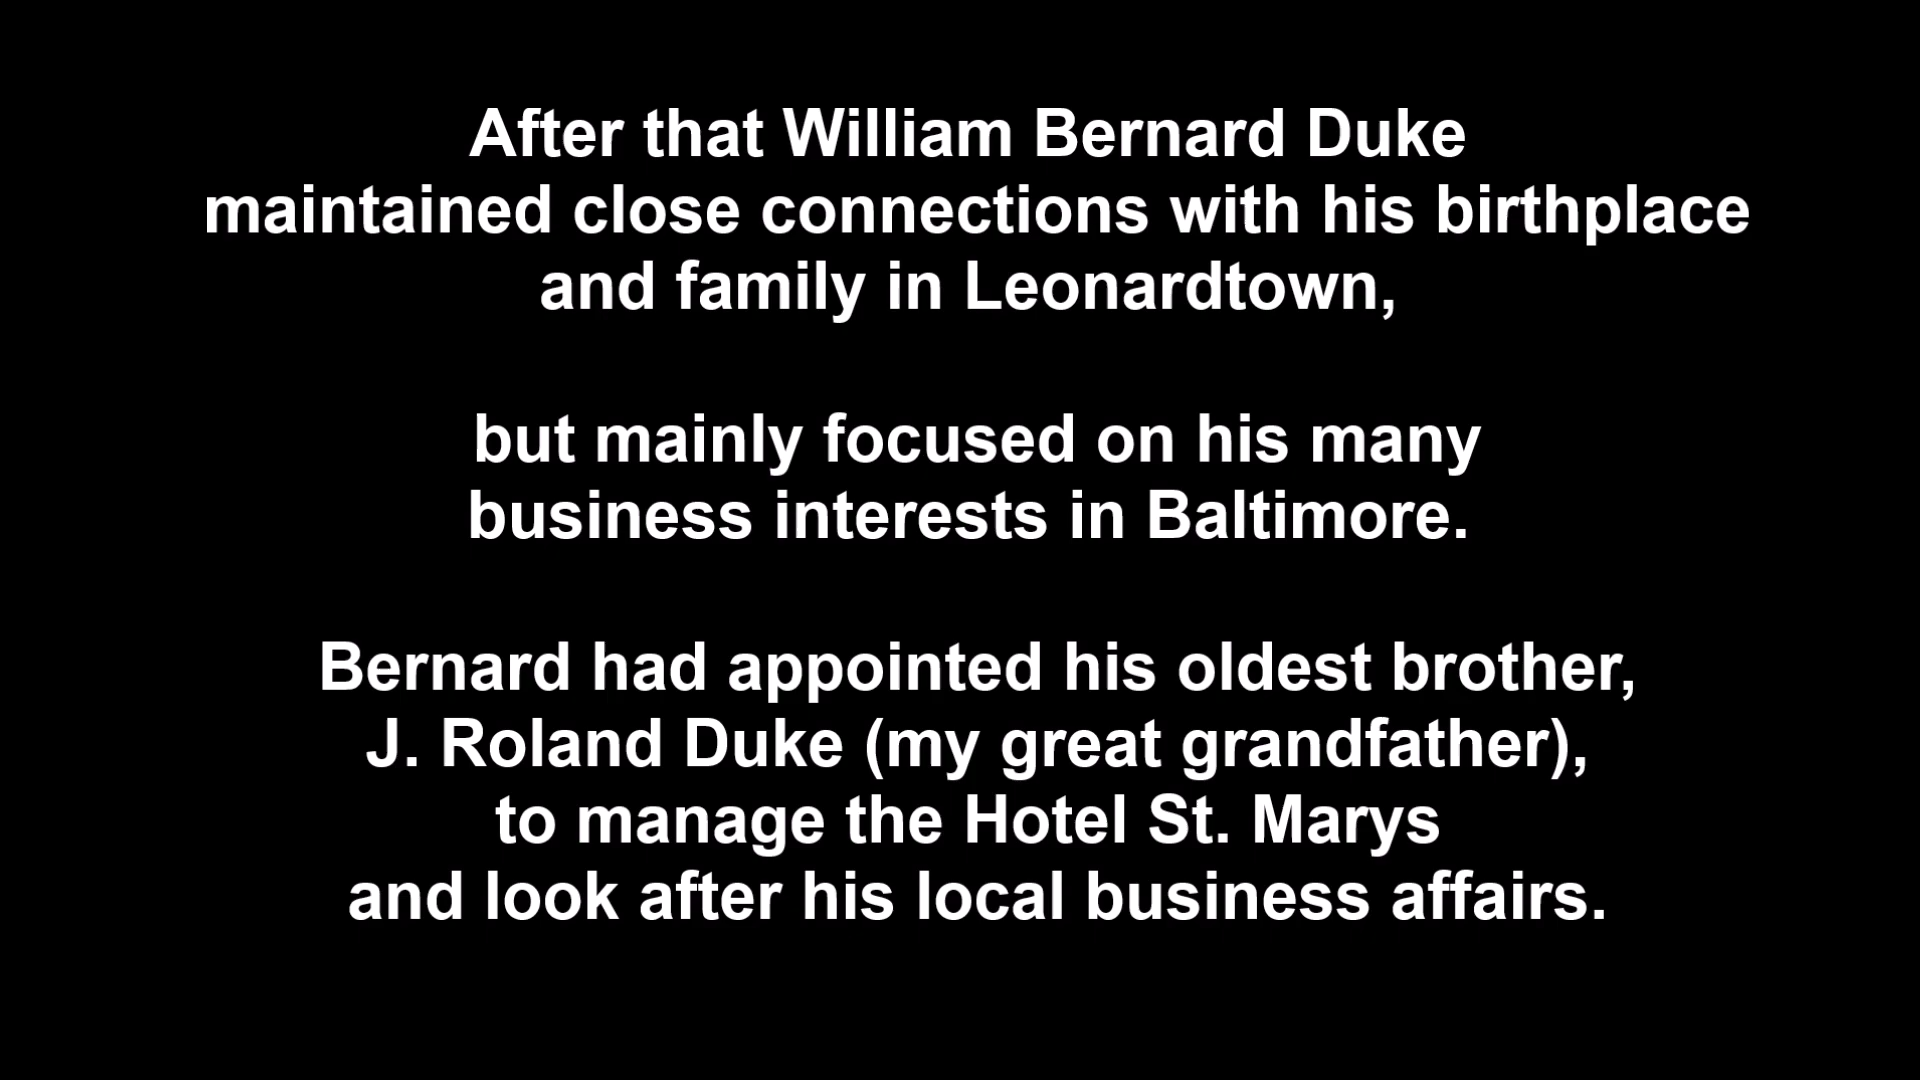 After that William Bernard Duke
maintained close connections with his birthplace
and family in Leonardtown,
but mainly focused on his many
business interests in Baltimore.
Bernard had appointed his oldest brother,
J. Roland Duke (my great grandfather),
to manage the Hotel St. Marys
and look after his local business affairs.